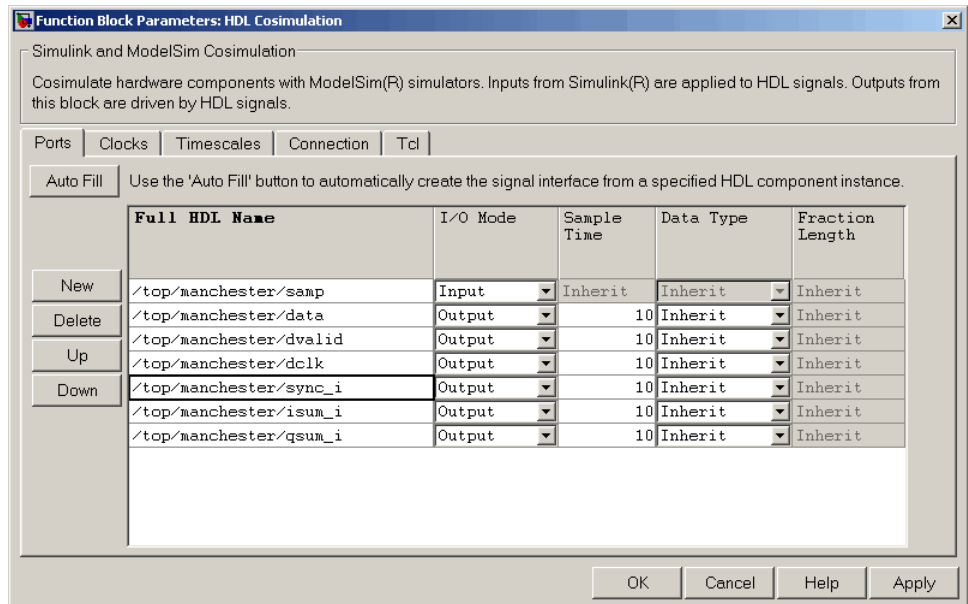 Function Block Parameters: HDL Cosimulation
Simulink and ModelSim Cosimulation
Cosimulate hardware components with ModelSim(R) simulators. Inputs from Simulink(R) are applied to HDL signals. Outputs from
this block are driven by HDL signals.
Ports Clocks Timescales Connection Tcl
Auto Fill Use the 'Auto Fill' button to automatically create the signal interface from a specified HDL component instance.
Full HDL Name I/O Mode Sample Time Data Type Fraction Length
New /top/manchester/samp Input Inherit Inherit Inherit
Delete /top/manchester/data Output 10 Inherit Inherit
/top/manchester/dvalid Output 10 Inherit Inherit
Up /top/manchester/dclk Output 10 Inherit Inherit
Down /top/manchester/sync_i Output 10 Inherit Inherit
/top/manchester/isum_i Output 10 Inherit Inherit
/top/manchester/qsum_i Output 10 Inherit Inherit
OK Cancel Help Apply